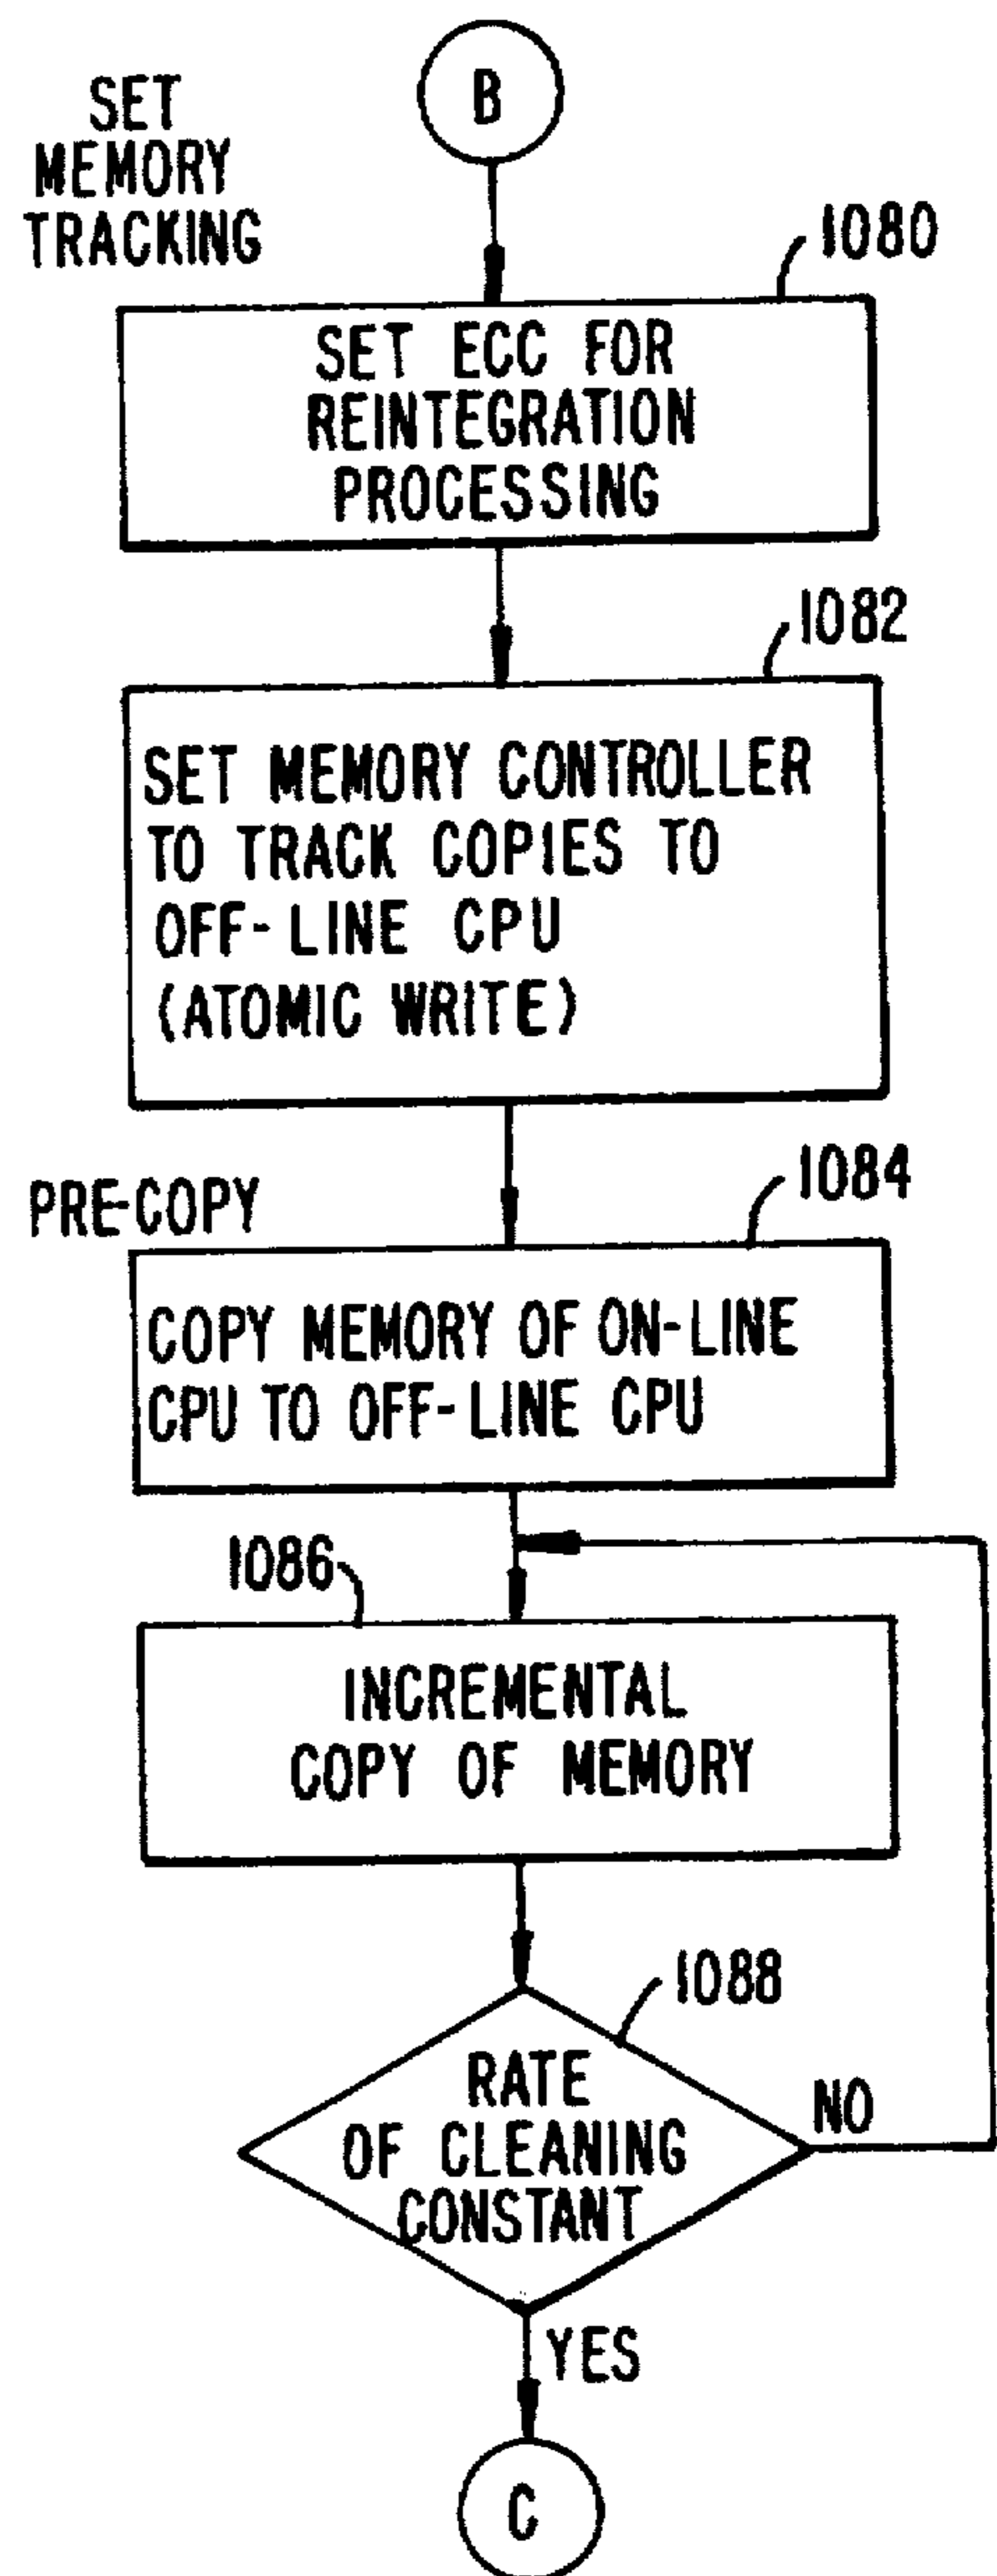 B
SET
MEMORY
TRACKING
1080
SET ECC FOR
REINTEGRATION
PROCESSING
1082
SET MEMORY CONTROLLER
TO TRACK COPIES TO
OFF-LINE CPU
(ATOMIC WRITE)
PRE-COPY
1084
COPY MEMORY OF ON-LINE
CPU TO OFF-LINE CPU
1086
INCREMENTAL
COPY OF MEMORY
1088
RATE
OF CLEANING
CONSTANT
NO
YES
C